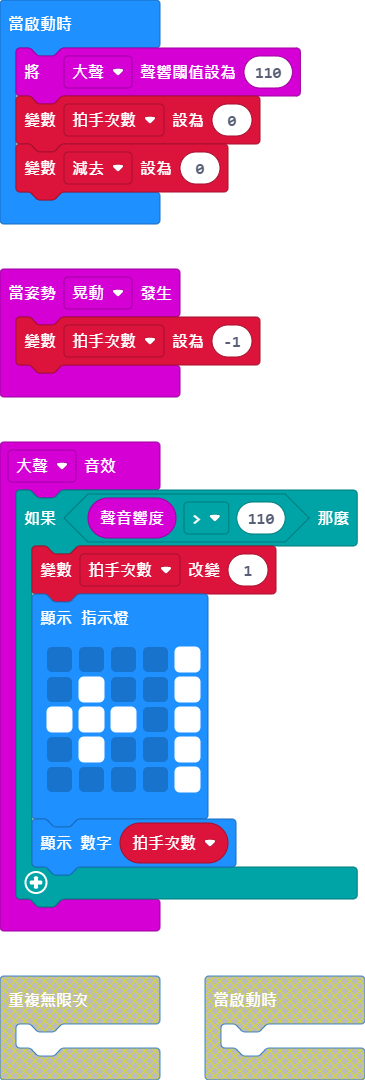 當啟動時
將 大聲 聲響閾值設為 110
變數 拍手次數 設為 0
變數 減去 設為 0
當姿勢 晃動 發生
變數 拍手次數 設為 -1
大聲 音效
如果 聲音響度 > 110 那麼
變數 拍手次數 改變 1
顯示 指示燈
顯示 數字 拍手次數
重複無限次 當啟動時